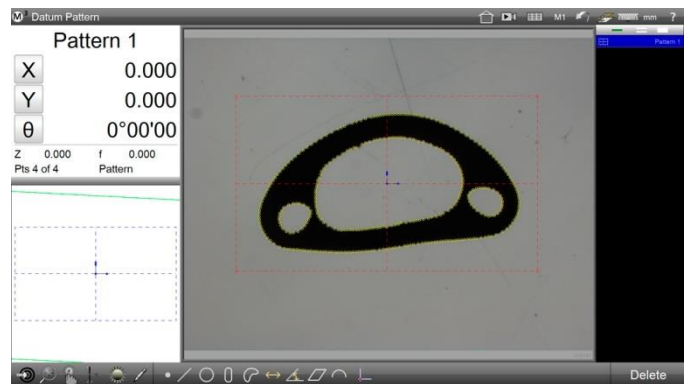 M³ Datum Pattern
M1
mm
?
Pattern 1
X 0.000
Y 0.000
θ 0°00'00
Z 0.000 f 0.000
Pts 4 of 4 Pattern
Pattern 1
Delete